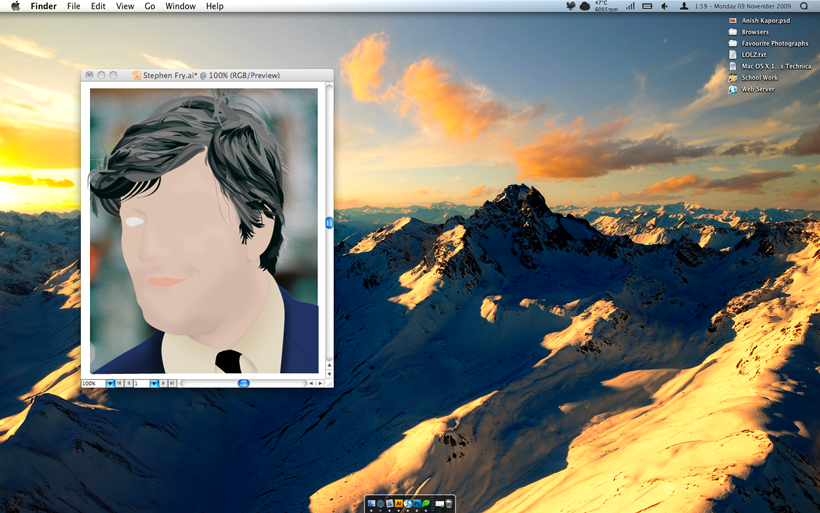 Finder File Edit View Go Window Help
47°C
6005rpm
1:59 - Monday 09 November 2009
Anish Kapor.psd
Browsers
Favourite Photographs
LOLZ.txt
Mac OS X 1...s Technica
School Work
Web Server
Stephen Fry.ai* @ 100% (RGB/Preview)
100% 1